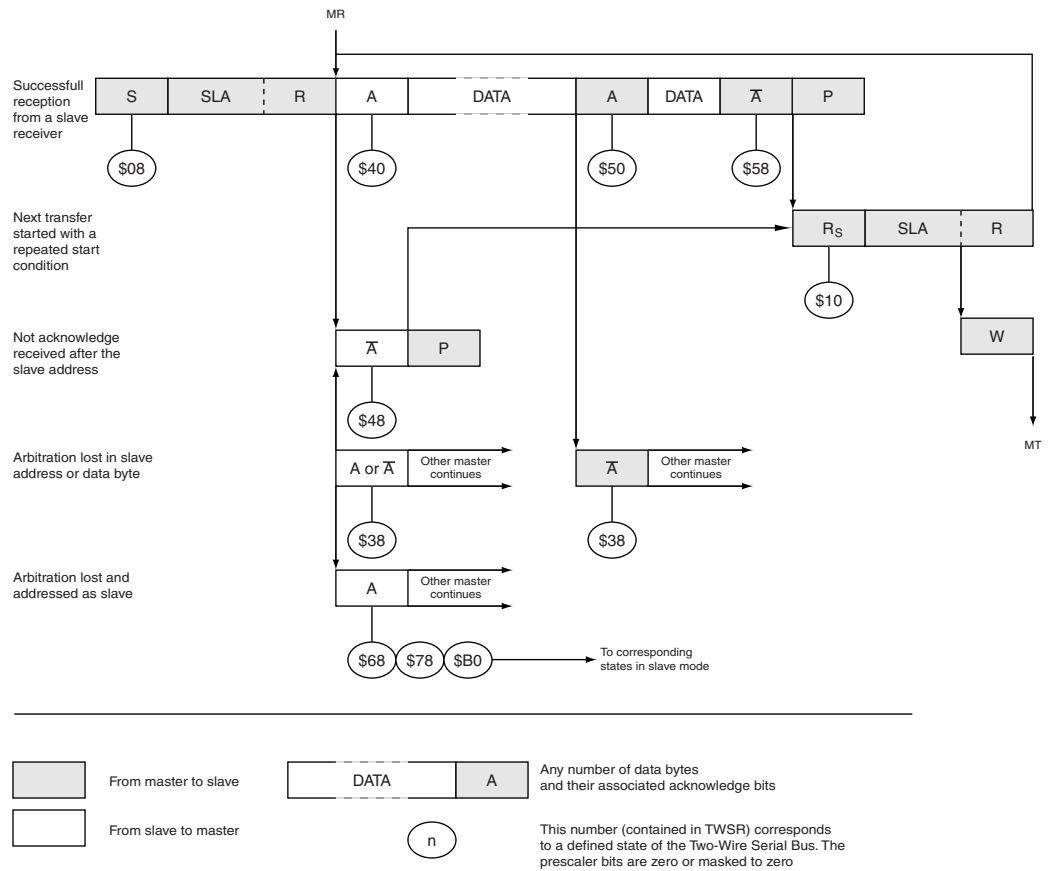 MR
Successfull
reception
from a slave
receiver
S SLA R A DATA A DATA A̅ P
$08 $40 $50 $58
Next transfer
started with a
repeated start
condition
RS SLA R
$10
W
MT
Not acknowledge
received after the
slave address
A̅ P
$48
Arbitration lost in slave
address or data byte
A or A̅
Other master
continues
A̅
Other master
continues
$38 $38
Arbitration lost and
addressed as slave
A
Other master
continues
$68 $78 $B0
To corresponding
states in slave mode
From master to slave
DATA A
Any number of data bytes
and their associated acknowledge bits
From slave to master
n
This number (contained in TWSR) corresponds
to a defined state of the Two-Wire Serial Bus. The
prescaler bits are zero or masked to zero